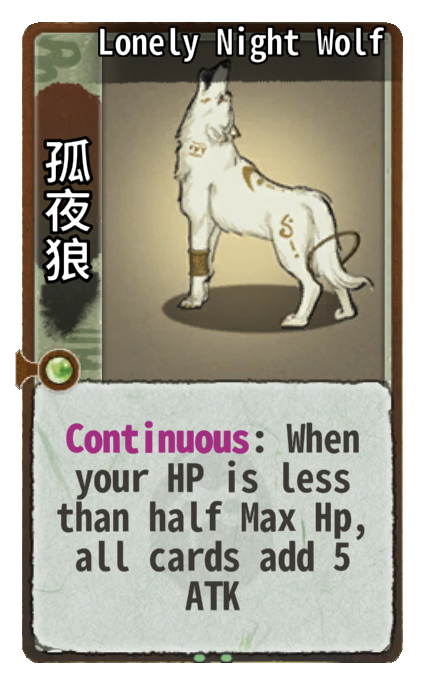 Lonely Night Wolf
孤夜狼
Continuous: When
your HP is less
than half Max Hp,
all cards add 5
ATK